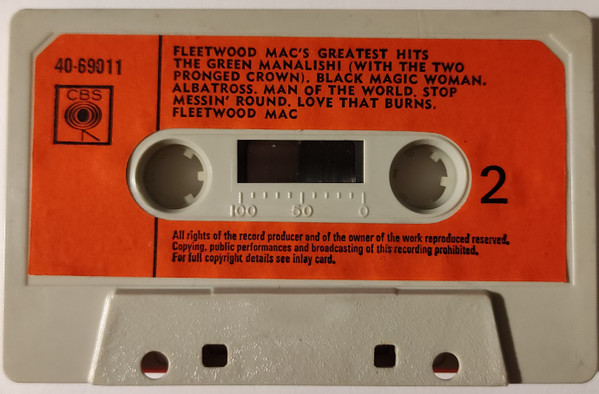 40-69011
CBS
FLEETWOOD MAC'S GREATEST HITS
THE GREEN MANALISHI (WITH THE TWO
PRONGED CROWN). BLACK MAGIC WOMAN.
ALBATROSS. MAN OF THE WORLD. STOP
MESSIN' ROUND. LOVE THAT BURNS.
FLEETWOOD MAC
2
100 50 0
All rights of the record producer and of the owner of the work reproduced reserved.
Copying, public performances and broadcasting of this recording prohibited.
For full copyright details see inlay card.